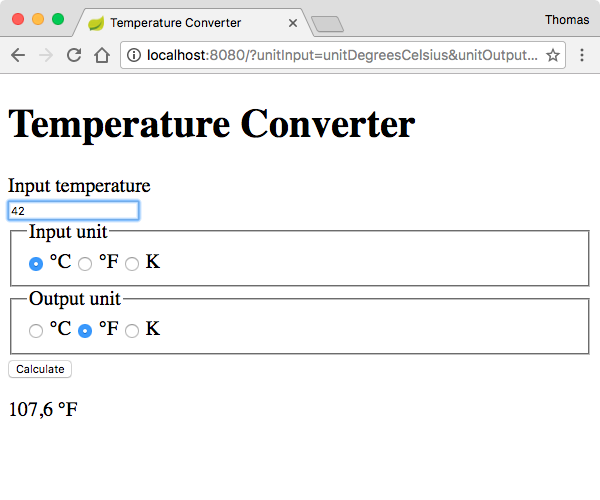 Temperature Converter
Thomas
localhost:8080/?unitInput=unitDegreesCelsius&unitOutput...
Temperature Converter
Input temperature
42
Input unit
°C °F K
Output unit
°C °F K
Calculate
107,6 °F